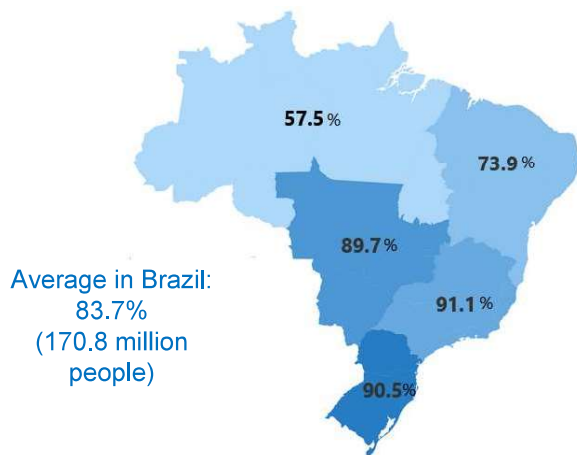 57.5 %
73.9 %
89.7 %
Average in Brazil:
83.7%
(170.8 million
people)
91.1 %
90.5%